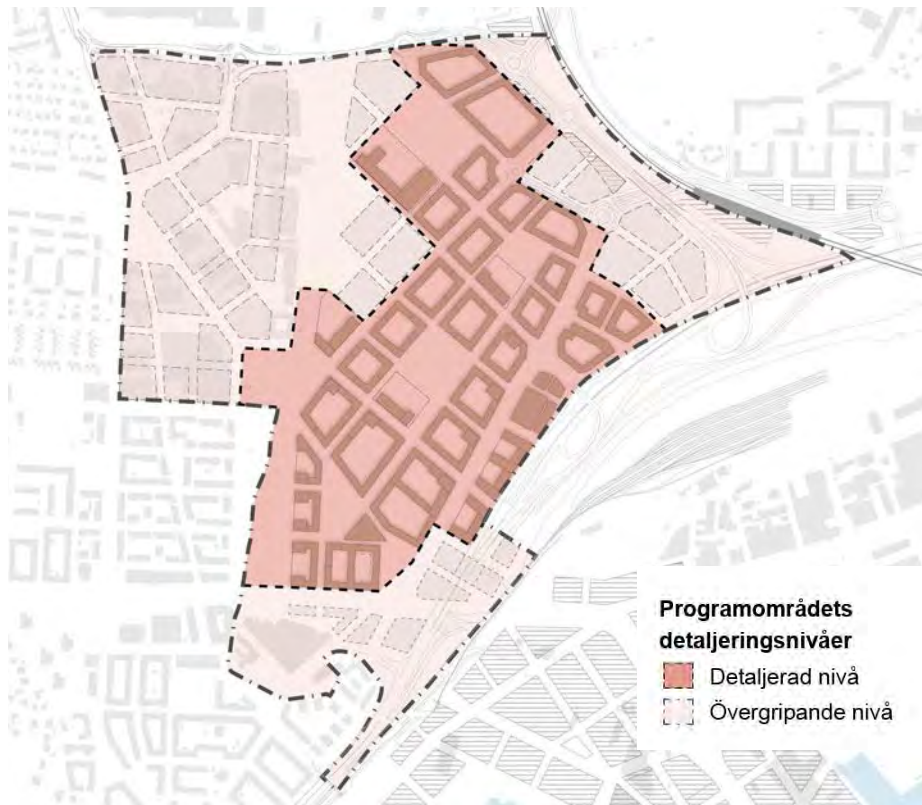 Programområdets
detaljeringsnivåer
Detaljerad nivå
Övergripande nivå